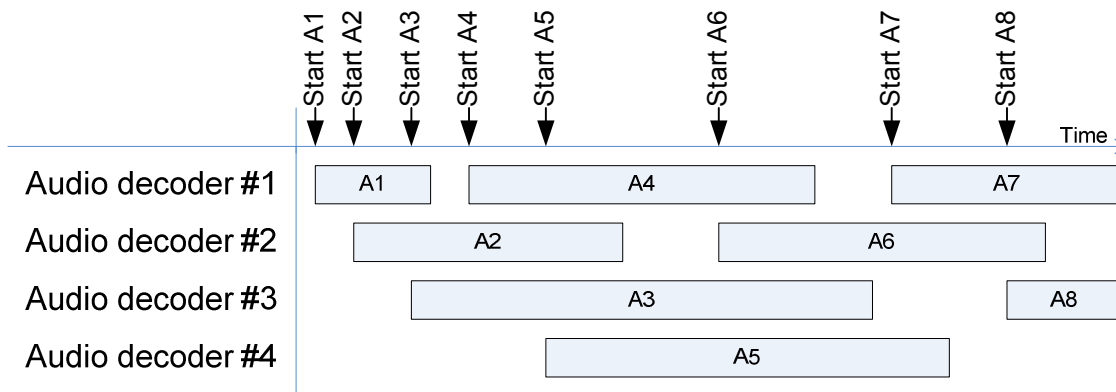 Start A1
Start A2
Start A3
Start A4
Start A5
Start A6
Start A7
Start A8
Time
Audio decoder #1
A1
A4
A7
Audio decoder #2
A2
A6
Audio decoder #3
A3
A8
Audio decoder #4
A5